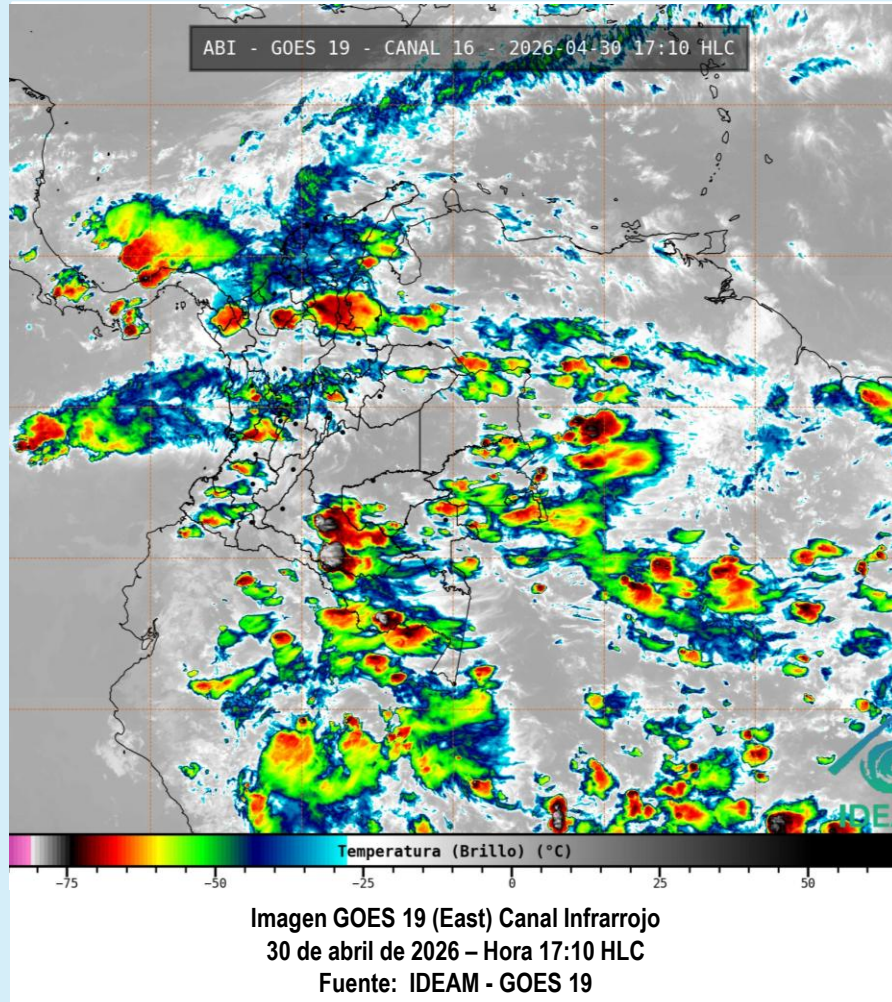 ABI - GOES 19 - CANAL 16 - 2026-04-30 17:10 HLC
Temperatura (Brillo) (°C)
−75 −50 −25 0 25 50
Imagen GOES 19 (East) Canal Infrarrojo
30 de abril de 2026 – Hora 17:10 HLC
Fuente: IDEAM - GOES 19